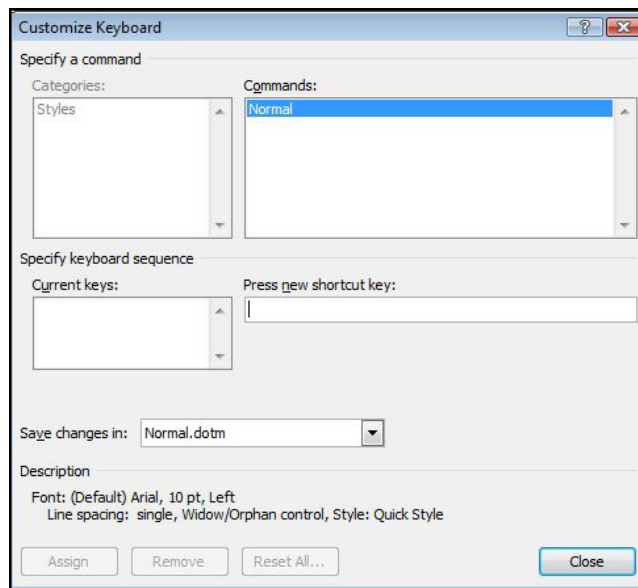 Customize Keyboard
Specify a command
Categories: Commands:
Styles Normal
Specify keyboard sequence
Current keys: Press new shortcut key:
Save changes in: Normal.dotm
Description
Font: (Default) Arial, 10 pt, Left
Line spacing: single, Widow/Orphan control, Style: Quick Style
Assign Remove Reset All... Close